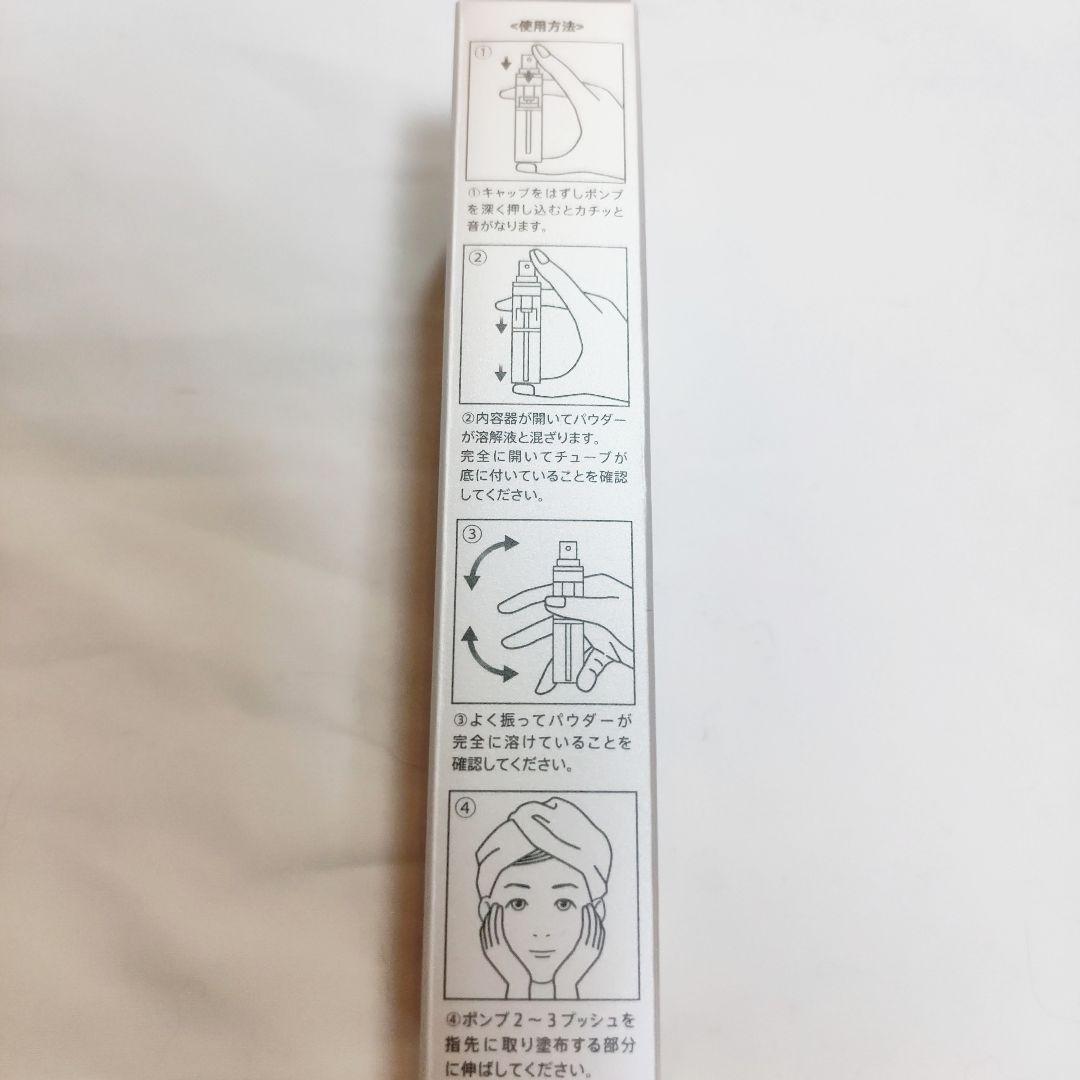 <使用方法>
①
①キャップをはずしポンプ
を深く押し込むとカチッと
音がなります。
②
②内容器が開いてパウダー
が溶解液と混ざります。
完全に開いてチューブが
底に付いていることを確認
してください。
③
③よく振ってパウダーが
完全に溶けていることを
確認してください。
④
④ポンプ2～3プッシュを
指先に取り塗布する部分
に伸ばしてください。